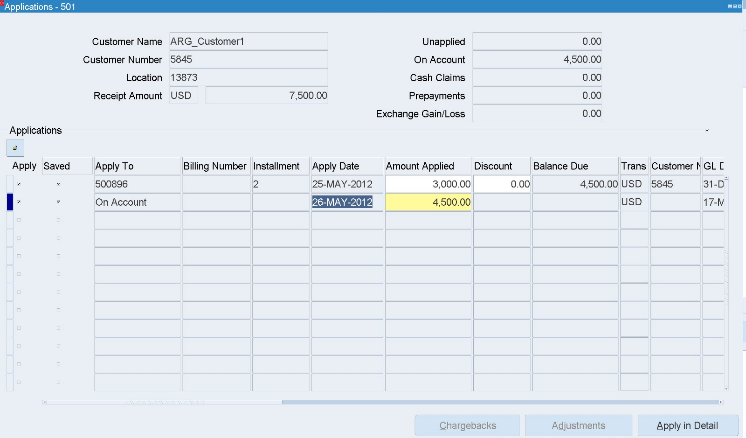 Applications - 501
Customer Name ARG_Customer1 Unapplied 0.00
Customer Number 5845 On Account 4,500.00
Location 13873 Cash Claims 0.00
Receipt Amount USD 7,500.00 Prepayments 0.00
Exchange Gain/Loss 0.00
Applications
Apply Saved Apply To Billing Number Installment Apply Date Amount Applied Discount Balance Due Trans Customer N GL D
500896 2 25-MAY-2012 3,000.00 0.00 4,500.00 USD 5845 31-D
On Account 26-MAY-2012 4,500.00 USD 17-M
Chargebacks Adjustments Apply in Detail